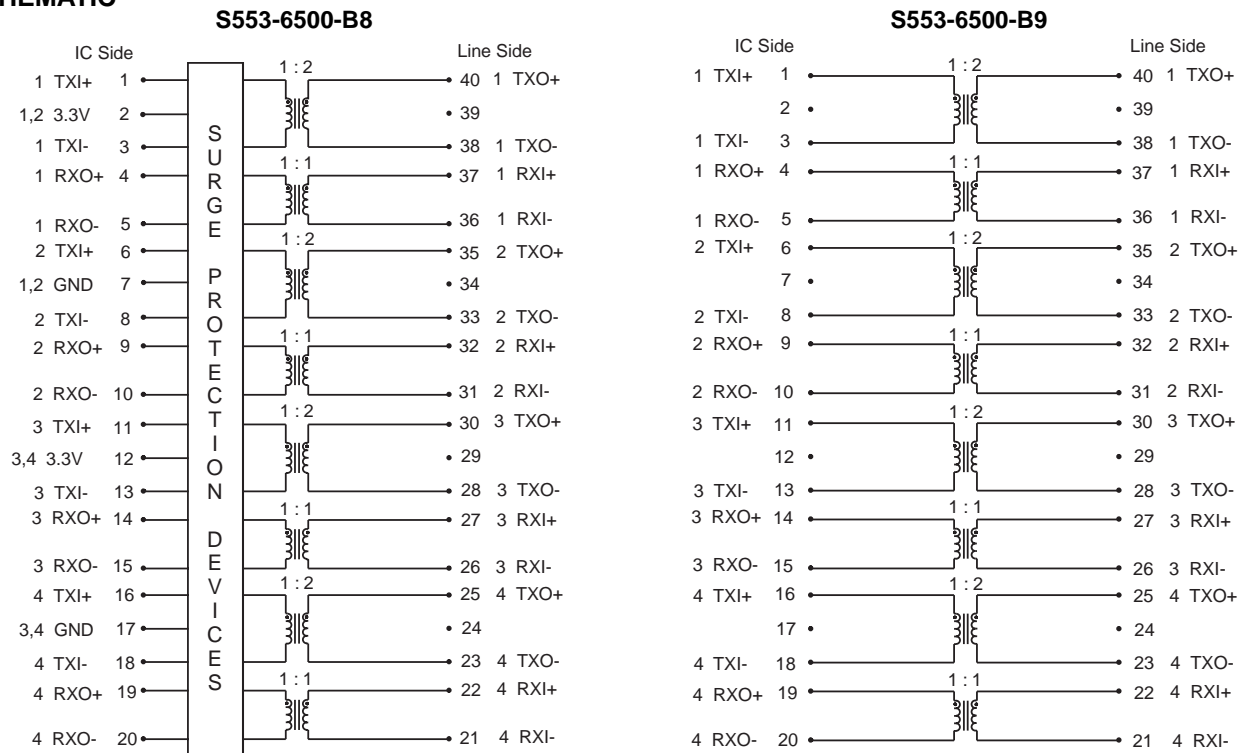 HEMATIC
S553-6500-B8
IC Side
Line Side
1 : 2
1 TXI+ 1
40 1 TXO+
1,2 3.3V 2
39
1 TXI- 3
38 1 TXO-
1 : 1
1 RXO+ 4
37 1 RXI+
1 RXO- 5
36 1 RXI-
1 : 2
2 TXI+ 6
35 2 TXO+
1,2 GND 7
34
2 TXI- 8
33 2 TXO-
1 : 1
2 RXO+ 9
32 2 RXI+
2 RXO- 10
31 2 RXI-
1 : 2
3 TXI+ 11
30 3 TXO+
3,4 3.3V 12
29
3 TXI- 13
28 3 TXO-
1 : 1
3 RXO+ 14
27 3 RXI+
3 RXO- 15
26 3 RXI-
1 : 2
4 TXI+ 16
25 4 TXO+
3,4 GND 17
24
4 TXI- 18
23 4 TXO-
1 : 1
4 RXO+ 19
22 4 RXI+
4 RXO- 20
21 4 RXI-
SURGE PROTECTION DEVICES
S553-6500-B9
IC Side
Line Side
1 : 2
1 TXI+ 1
40 1 TXO+
2
39
1 TXI- 3
38 1 TXO-
1 : 1
1 RXO+ 4
37 1 RXI+
1 RXO- 5
36 1 RXI-
1 : 2
2 TXI+ 6
35 2 TXO+
7
34
2 TXI- 8
33 2 TXO-
1 : 1
2 RXO+ 9
32 2 RXI+
2 RXO- 10
31 2 RXI-
1 : 2
3 TXI+ 11
30 3 TXO+
12
29
3 TXI- 13
28 3 TXO-
1 : 1
3 RXO+ 14
27 3 RXI+
3 RXO- 15
26 3 RXI-
1 : 2
4 TXI+ 16
25 4 TXO+
17
24
4 TXI- 18
23 4 TXO-
1 : 1
4 RXO+ 19
22 4 RXI+
4 RXO- 20
21 4 RXI-